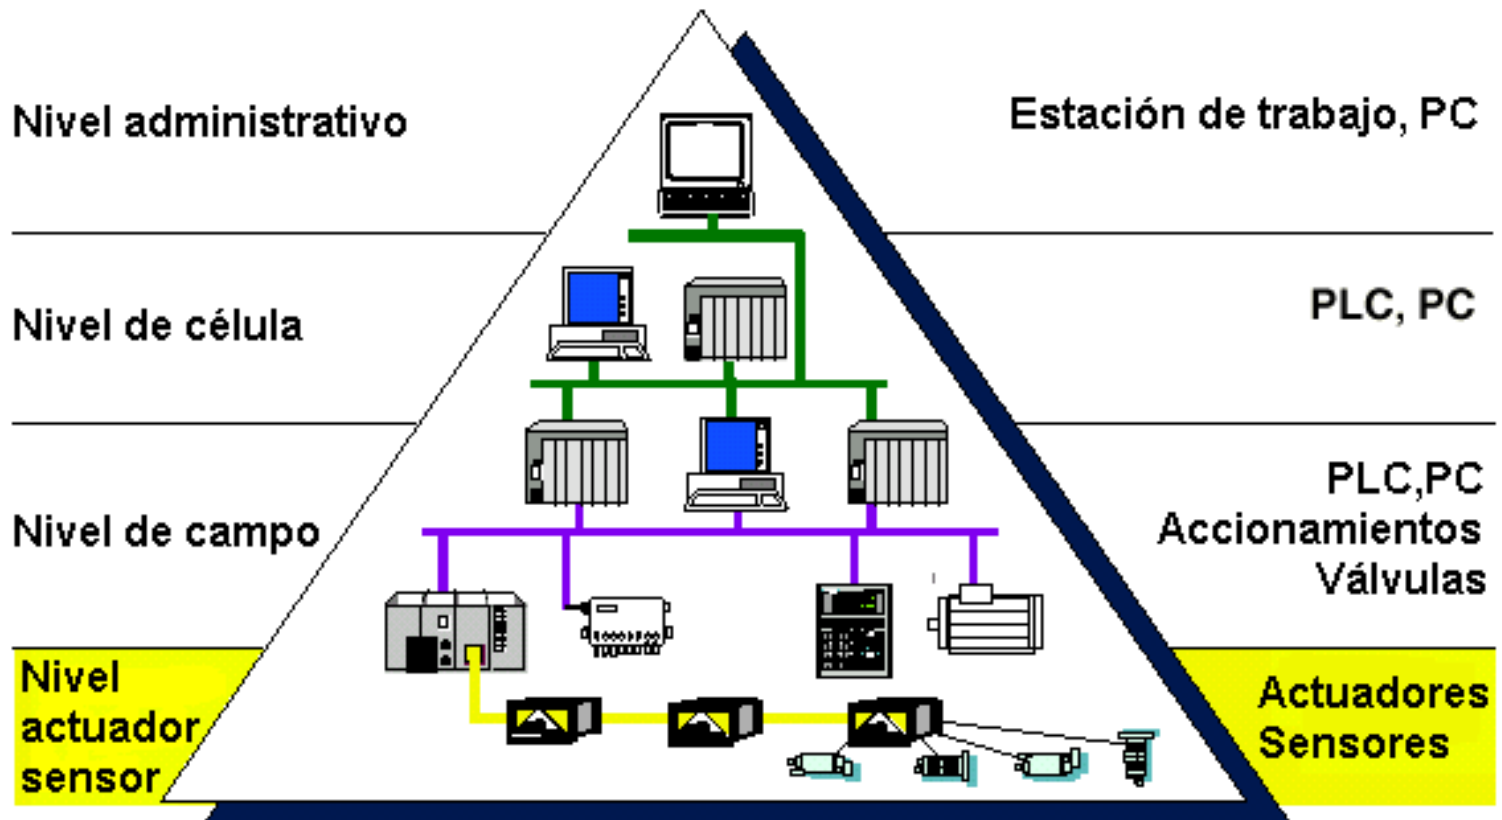 Nivel administrativo
Estación de trabajo, PC
Nivel de célula
PLC, PC
Nivel de campo
PLC,PC
Accionamientos
Válvulas
Nivel
actuador
sensor
Actuadores
Sensores